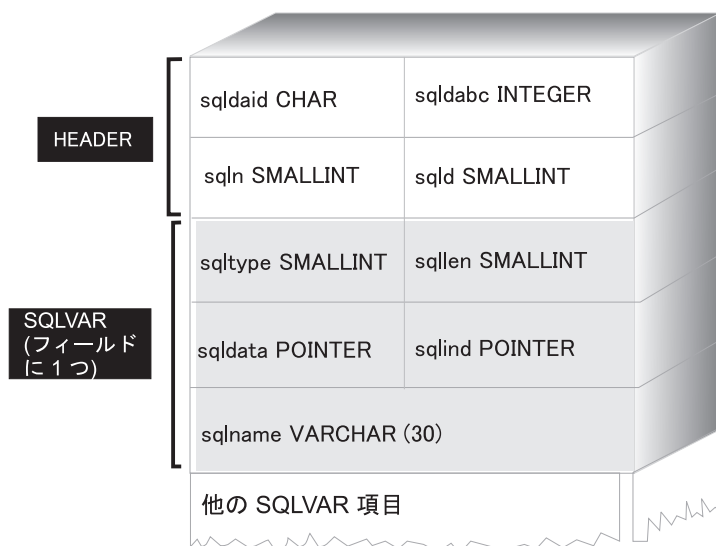 HEADER
sqldaid CHAR
sqldabc INTEGER
sqln SMALLINT
sqld SMALLINT
SQLVAR
(フィールド
に 1 つ)
sqltype SMALLINT
sqllen SMALLINT
sqldata POINTER
sqlind POINTER
sqlname VARCHAR (30)
他の SQLVAR 項目